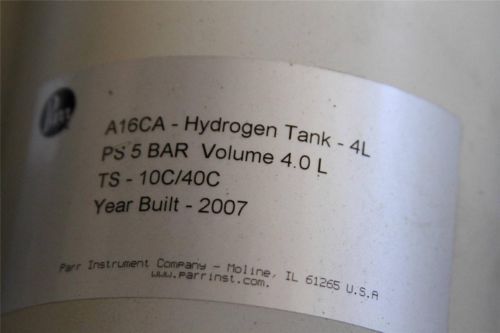 Parr
A16CA - Hydrogen Tank - 4L
PS 5 BAR Volume 4.0 L
TS - 10C/40C
Year Built - 2007
Parr Instrument Company - Moline, IL 61265 U.S.A
www.parrinst.com.